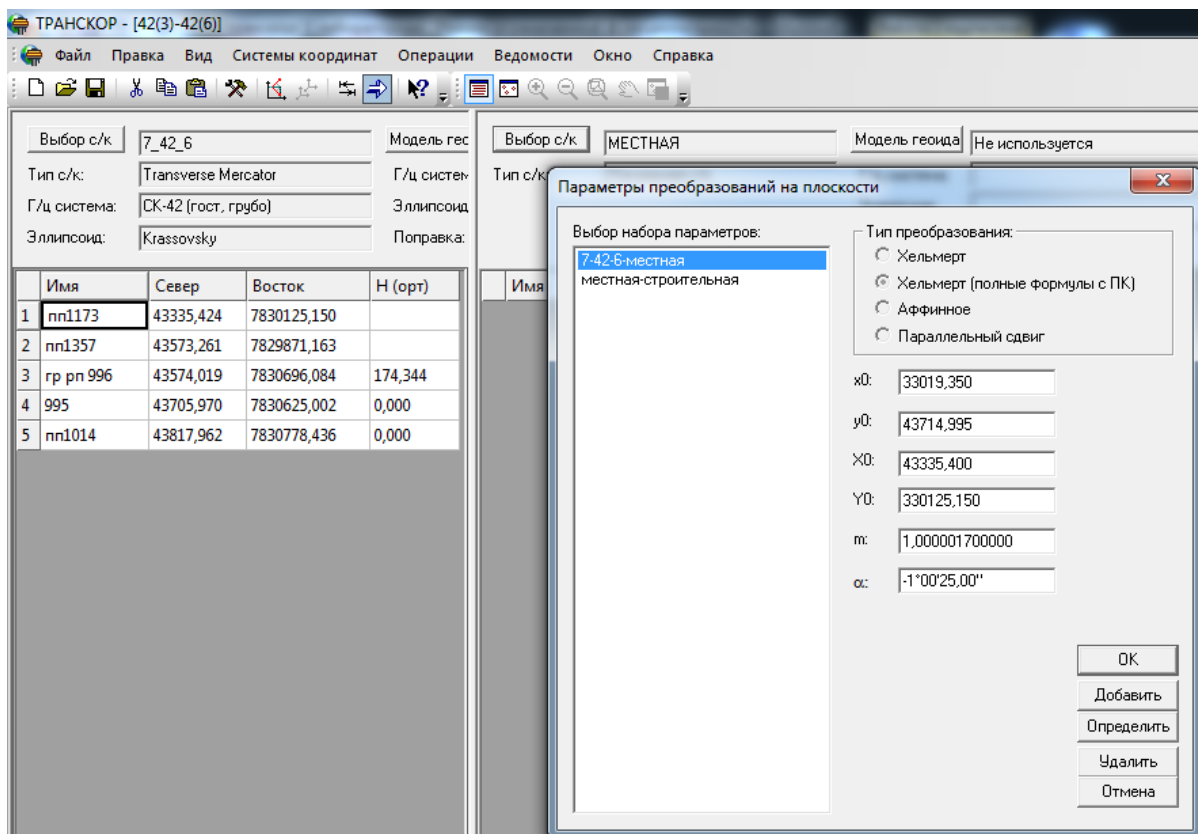 ТРАНСКОР - [42(3)-42(6)]
Файл Правка Вид Системы координат Операции Ведомости Окно Справка
Выбор с/к 7_42_6 Модель гео
Тип с/к: Transverse Mercator Г/ц систем
Г/ц система: СК-42 (гост, грубо) Эллипсоид
Эллипсоид: Krassovsky Поправка:
Имя Север Восток Н (орт)
1 пп1173 43335,424 7830125,150
2 пп1357 43573,261 7829871,163
3 гр рп 996 43574,019 7830696,084 174,344
4 995 43705,970 7830625,002 0,000
5 пп1014 43817,962 7830778,436 0,000
Выбор с/к МЕСТНАЯ Модель геоида Не используется
Тип с/к
Имя
Параметры преобразований на плоскости
Выбор набора параметров:
7-42-6-местная
местная-строительная
Тип преобразования:
Хельмерт
Хельмерт (полные формулы с ПК)
Аффинное
Параллельный сдвиг
x0: 33019,350
y0: 43714,995
X0: 43335,400
Y0: 330125,150
m: 1,000001700000
α: -1°00'25,00''
OK
Добавить
Определить
Удалить
Отмена